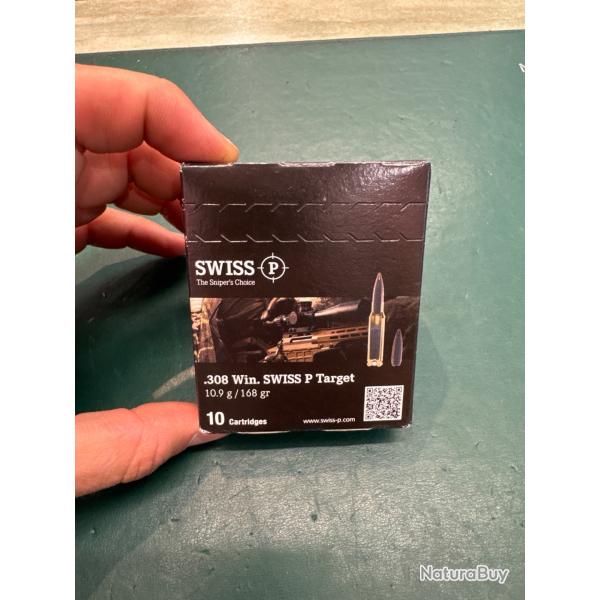 SWISS P
The Sniper's Choice
.308 Win. SWISS P Target
10.9 g / 168 gr
10 Cartridges
www.swiss-p.com
NaturaBuy